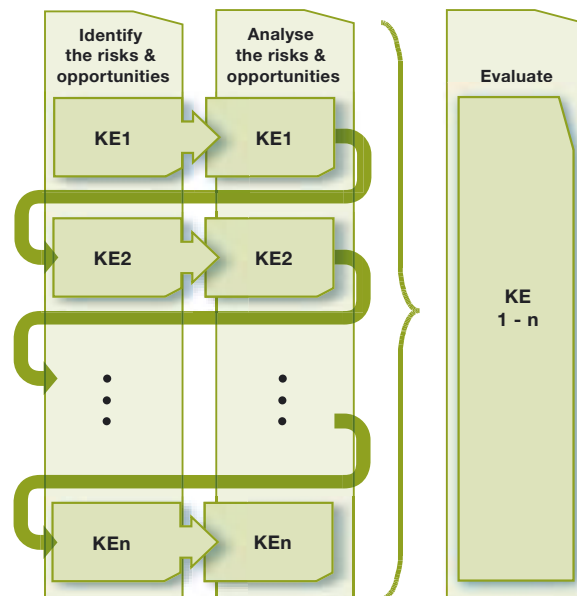 Identify
the risks &
opportunities
Analyse
the risks &
opportunities
Evaluate
KE1
KE1
KE2
KE2
KE
1 - n
KEn
KEn